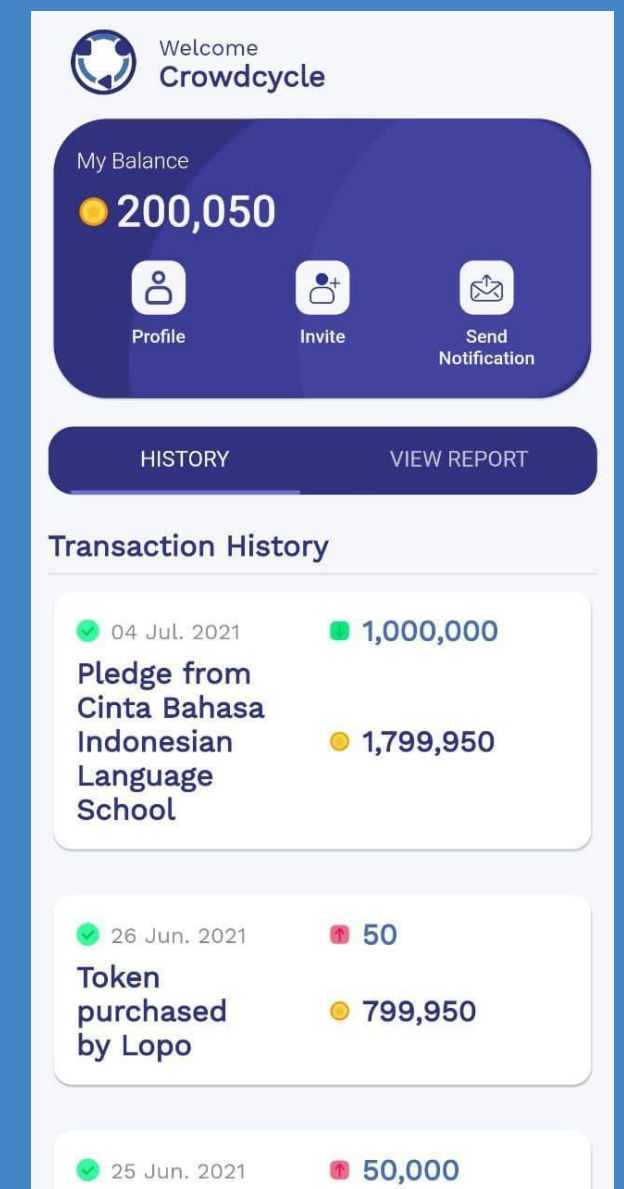 Welcome
Crowdcycle
My Balance
200,050
Profile
Invite
Send
Notification
HISTORY
VIEW REPORT
Transaction History
04 Jul. 2021
1,000,000
Pledge from
Cinta Bahasa
Indonesian
Language
School
1,799,950
26 Jun. 2021
50
Token
purchased
by Lopo
799,950
25 Jun. 2021
50,000